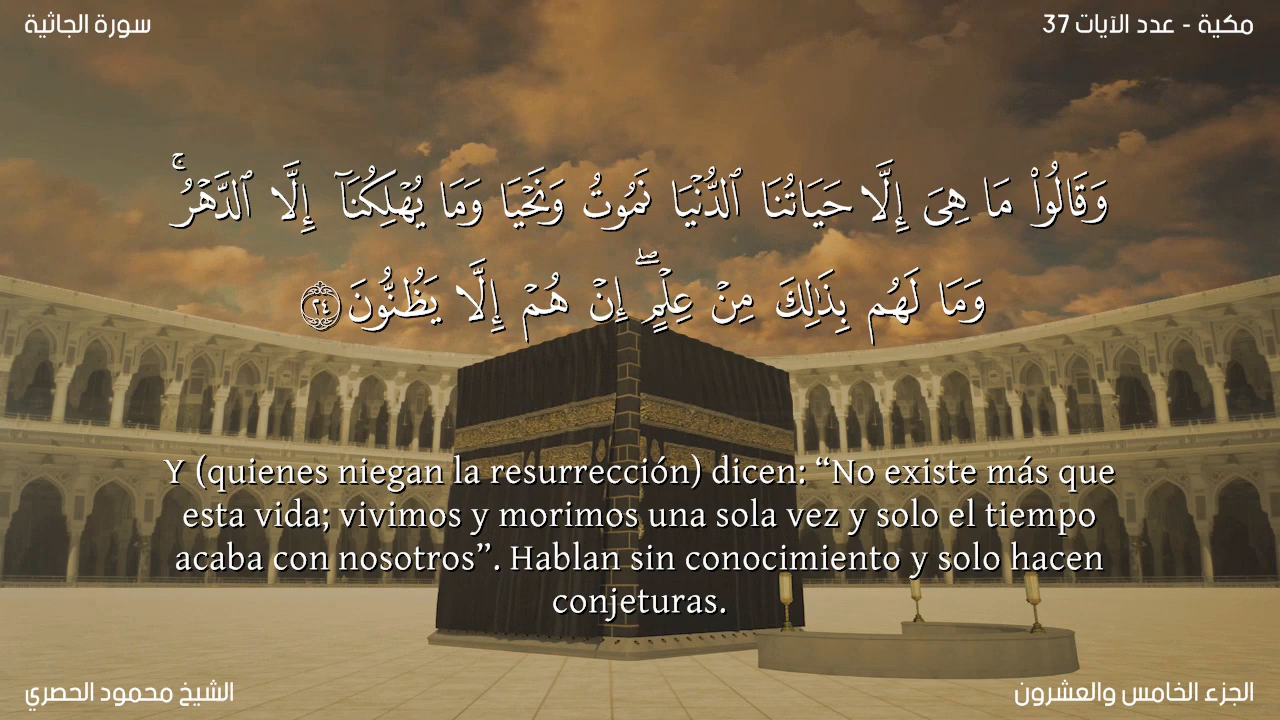 سورة الجاثية
مكية - عدد الآيات 37
وَقَالُوا۟ مَا هِىَ إِلَّا حَيَاتُنَا ٱلدُّنْيَا نَمُوتُ وَنَحْيَا وَمَا يُهْلِكُنَآ إِلَّا ٱلدَّهْرُ ۚ
وَمَا لَهُم بِذَٰلِكَ مِنْ عِلْمٍ ۖ إِنْ هُمْ إِلَّا يَظُنُّونَ ٢٤
Y (quienes niegan la resurrección) dicen: “No existe más que
esta vida; vivimos y morimos una sola vez y solo el tiempo
acaba con nosotros”. Hablan sin conocimiento y solo hacen
conjeturas.
الشيخ محمود الحصري
الجزء الخامس والعشرون